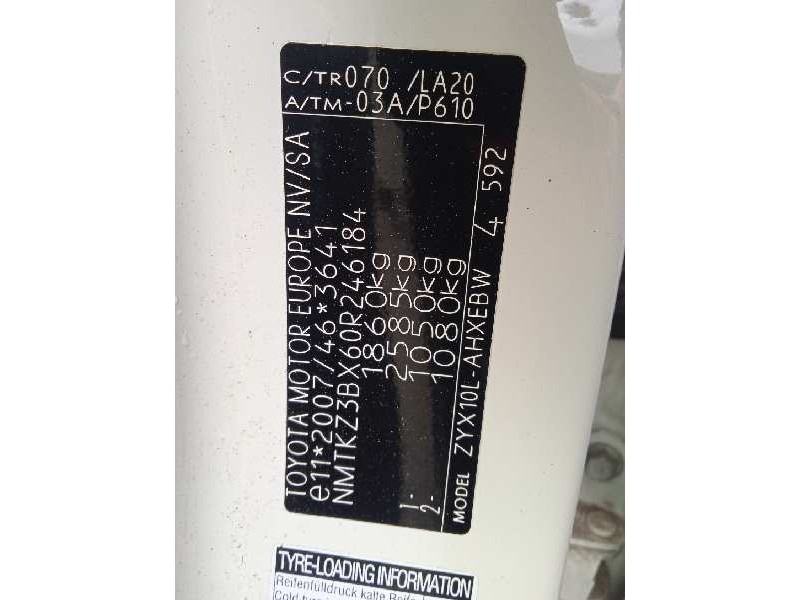 C/TR070 /LA20
A/TM-03A/P610
TOYOTA MOTOR EUROPE NV/SA
e11*2007/46*3641
NMTKZ3BX60R246184
1860kg
2585kg
1- 1050kg
2- 1080kg
MODEL ZYX10L-AHXEBW 4 592
TYRE-LOADING INFORMATION
Reifenfülldruck kalte
Cold